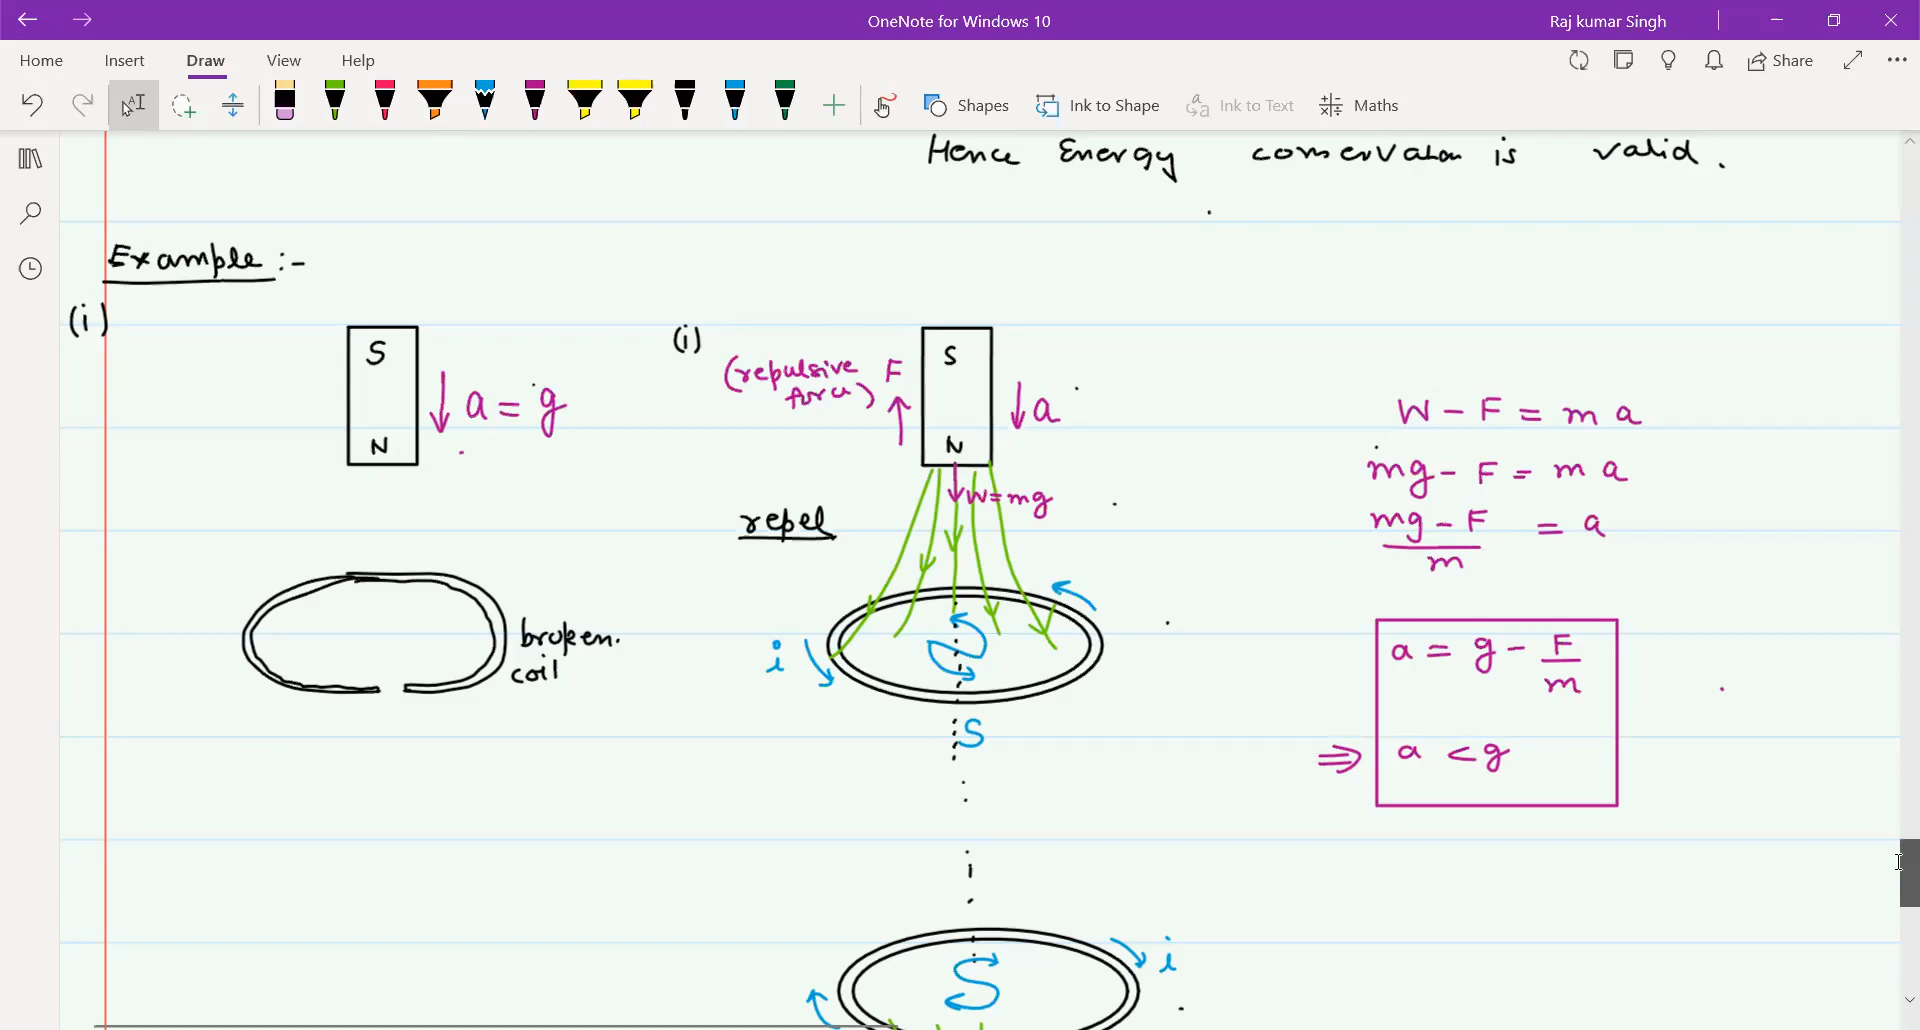 OneNote for Windows 10
Raj kumar Singh
Home Insert Draw View Help
Share
Shapes Ink to Shape Ink to Text Maths
Hence Energy conservation is valid.
Example :-
(i)
S
N
↓ a = g
broken.
coil
(i)
(repulsive
force)
F
↑
S
N
↓ a
W = mg
repel
i
N
S
i
S
i
W - F = m a
mg - F = m a
mg - F / m = a
a = g - F/m
⇒ a < g